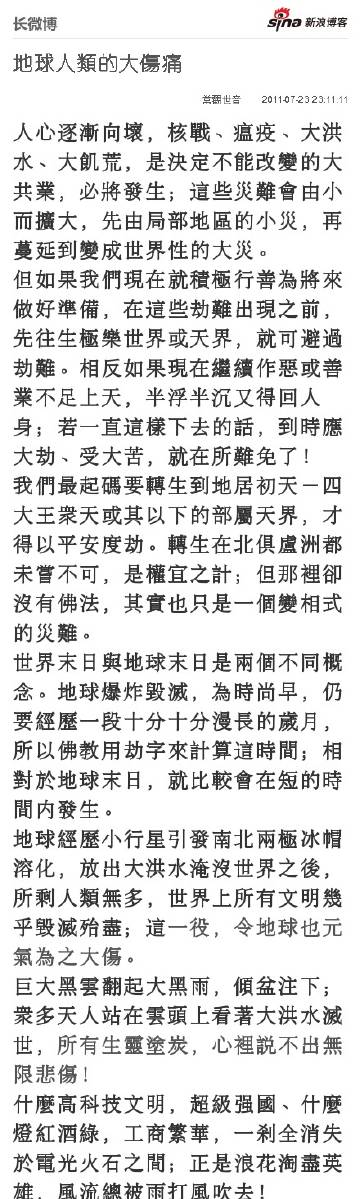 长微博
sina 新浪博客
地球人類的大傷痛
2011-07-23 23:11:11
人心逐漸向壞，核戰、瘟疫、大洪
水、大飢荒，是決定不能改變的大
共業，必將發生；這些災難會由小
而擴大，先由局部地區的小災，再
蔓延到變成世界性的大災。
但如果我們現在就積極行善為將來
做好準備，在這些劫難出現之前，
先往生極樂世界或天界，就可避過
劫難。相反如果現在繼續作惡或善
業不足上天，半浮半沉又得回人
身；若一直這樣下去的話，到時應
大劫、受大苦，就在所難免了！
我們最起碼要轉生到地居初天－四
大王衆天或其以下的部屬天界，才
得以平安度劫。轉生在北俱盧洲都
未嘗不可，是權宜之計；但那裡卻
沒有佛法，其實也只是一個變相式
的災難。
世界末日與地球末日是兩個不同概
念。地球爆炸毀滅，為時尚早，仍
要經歷一段十分十分漫長的歲月，
所以佛教用劫字來計算這時間；相
對於地球末日，就比較會在短的時
間内發生。
地球經歷小行星引發南北兩極冰帽
溶化，放出大洪水淹沒世界之後，
所剩人類無多，世界上所有文明幾
乎毀滅殆盡；這一役，令地球也元
氣為之大傷。
巨大黑雲翻起大黑雨，傾盆注下；
衆多天人站在雲頭上看著大洪水滅
世，所有生靈塗炭，心裡説不出無
限悲傷！
什麼高科技文明，超級强國、什麼
燈紅酒綠，工商繁華，一剎全消失
於電光火石之間；正是浪花淘盡英
雄，風流總被雨打風吹去！